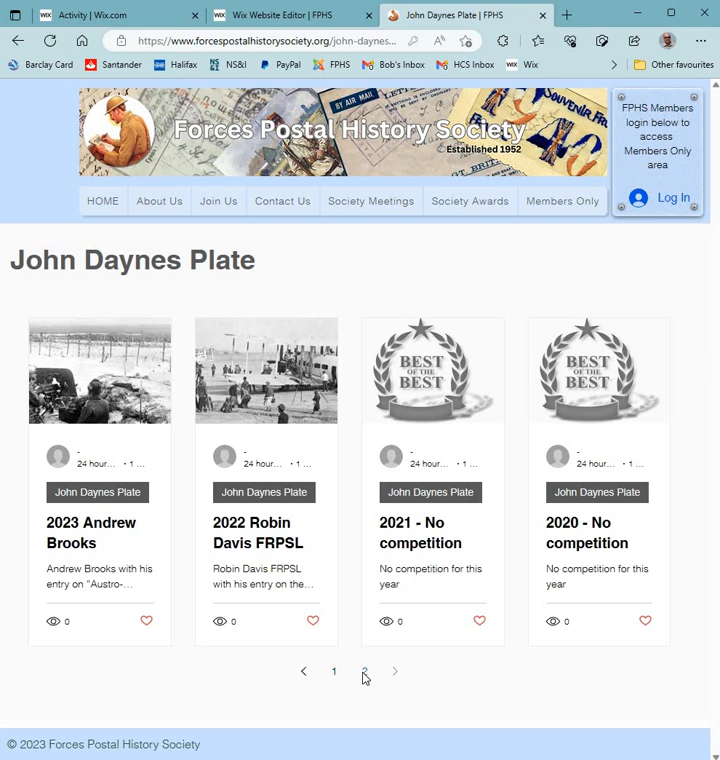 Activity | Wix.com
Wix Website Editor | FPHS
John Daynes Plate | FPHS
https://www.forcespostalhistorysociety.org/john-daynes...
Barclay Card
Santander
Halifax
NS&I
PayPal
FPHS
Bob's Inbox
HCS Inbox
Wix
Other favourites
Forces Postal History Society
Established 1952
BY AIR MAIL
FPHS Members
login below to
access
Members Only
area
Log In
HOME
About Us
Join Us
Contact Us
Society Meetings
Society Awards
Members Only
John Daynes Plate
BEST
OF THE
BEST
BEST
OF THE
BEST
-
24 hour... · 1 ...
-
24 hour... · 1 ...
-
24 hour... · 1 ...
-
24 hour... · 1 ...
John Daynes Plate
John Daynes Plate
John Daynes Plate
John Daynes Plate
2023 Andrew
Brooks
2022 Robin
Davis FRPSL
2021 - No
competition
2020 - No
competition
Andrew Brooks with his
entry on "Austro-...
Robin Davis FRPSL
with his entry on the...
No competition for this
year
No competition for this
year
0
0
0
0
1
2
© 2023 Forces Postal History Society